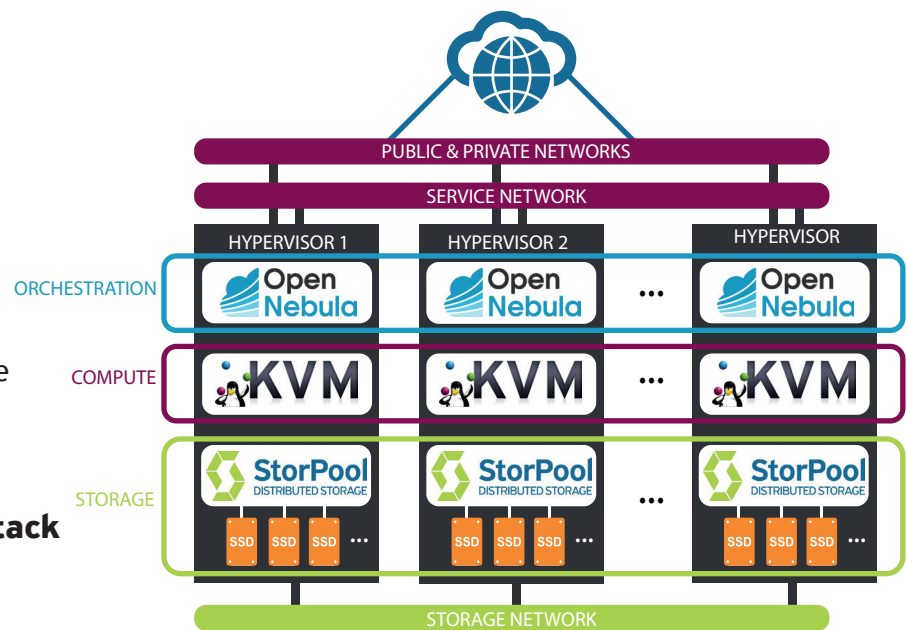 PUBLIC & PRIVATE NETWORKS
SERVICE NETWORK
HYPERVISOR 1
HYPERVISOR 2
HYPERVISOR
ORCHESTRATION
Open
Nebula
Open
Nebula
...
Open
Nebula
e
COMPUTE
KVM
KVM
...
KVM
STORAGE
StorPool
DISTRIBUTED STORAGE
StorPool
DISTRIBUTED STORAGE
...
StorPool
DISTRIBUTED STORAGE
tack
SSD SSD SSD ...
SSD SSD SSD ...
SSD SSD SSD ...
STORAGE NETWORK